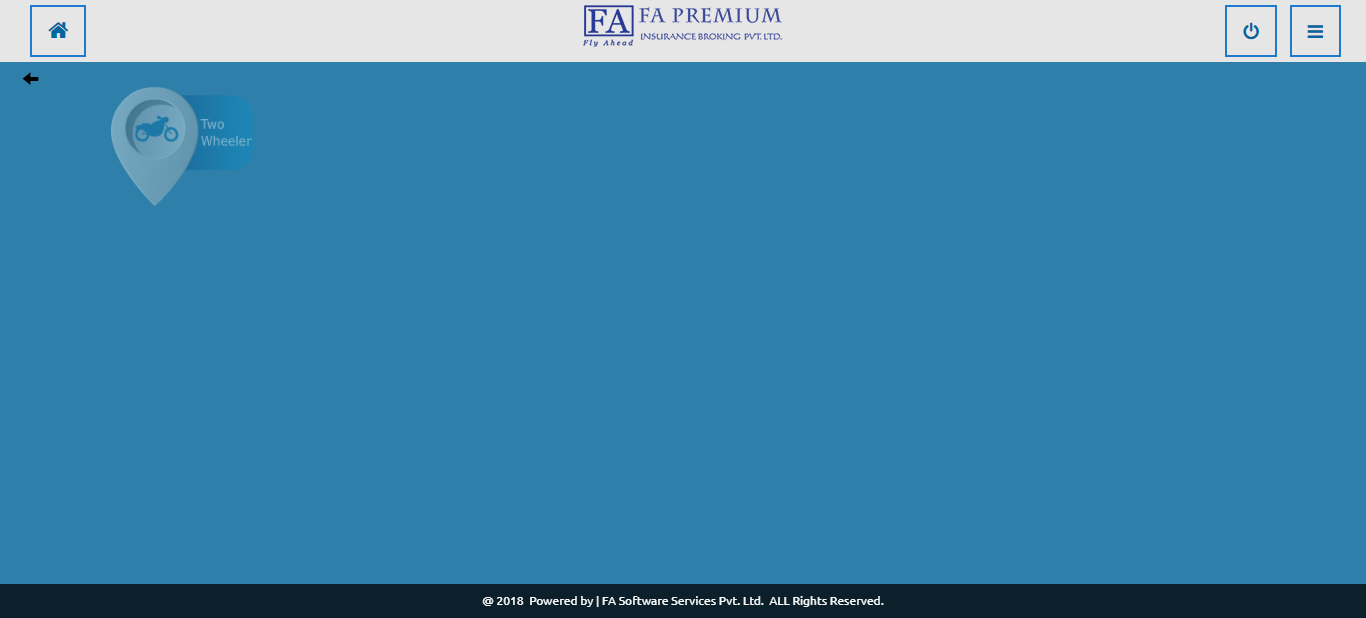 FA
Fly Ahead
FA PREMIUM
INSURANCE BROKING PVT. LTD.
Two
Wheeler
@ 2018 Powered by | FA Software Services Pvt. Ltd. ALL Rights Reserved.